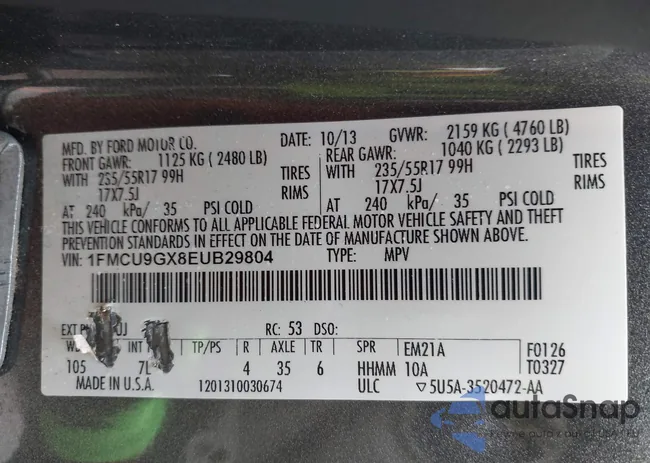 MFD. BY FORD MOTOR CO. DATE: 10/13 GVWR: 2159 KG (4760 LB)
FRONT GAWR: 1125 KG (2480 LB) REAR GAWR: 1040 KG (2293 LB)
WITH 235/55R17 99H TIRES WITH 235/55R17 99H TIRES
17X7.5J RIMS 17X7.5J RIMS
AT 240 kPa/ 35 PSI COLD AT 240 kPa/ 35 PSI COLD
THIS VEHICLE CONFORMS TO ALL APPLICABLE FEDERAL MOTOR VEHICLE SAFETY AND THEFT
PREVENTION STANDARDS IN EFFECT ON THE DATE OF MANUFACTURE SHOWN ABOVE.
VIN: 1FMCU9GX8EUB29804 TYPE: MPV
EXT UJ RC: 53 DSO:
INT TP/PS R AXLE TR SPR EM21A F0126
105 7L 4 35 6 HHMM 10A T0327
MADE IN U.S.A. 1201310030674 ULC ▽5U5A-3520472-AA
autoSnap